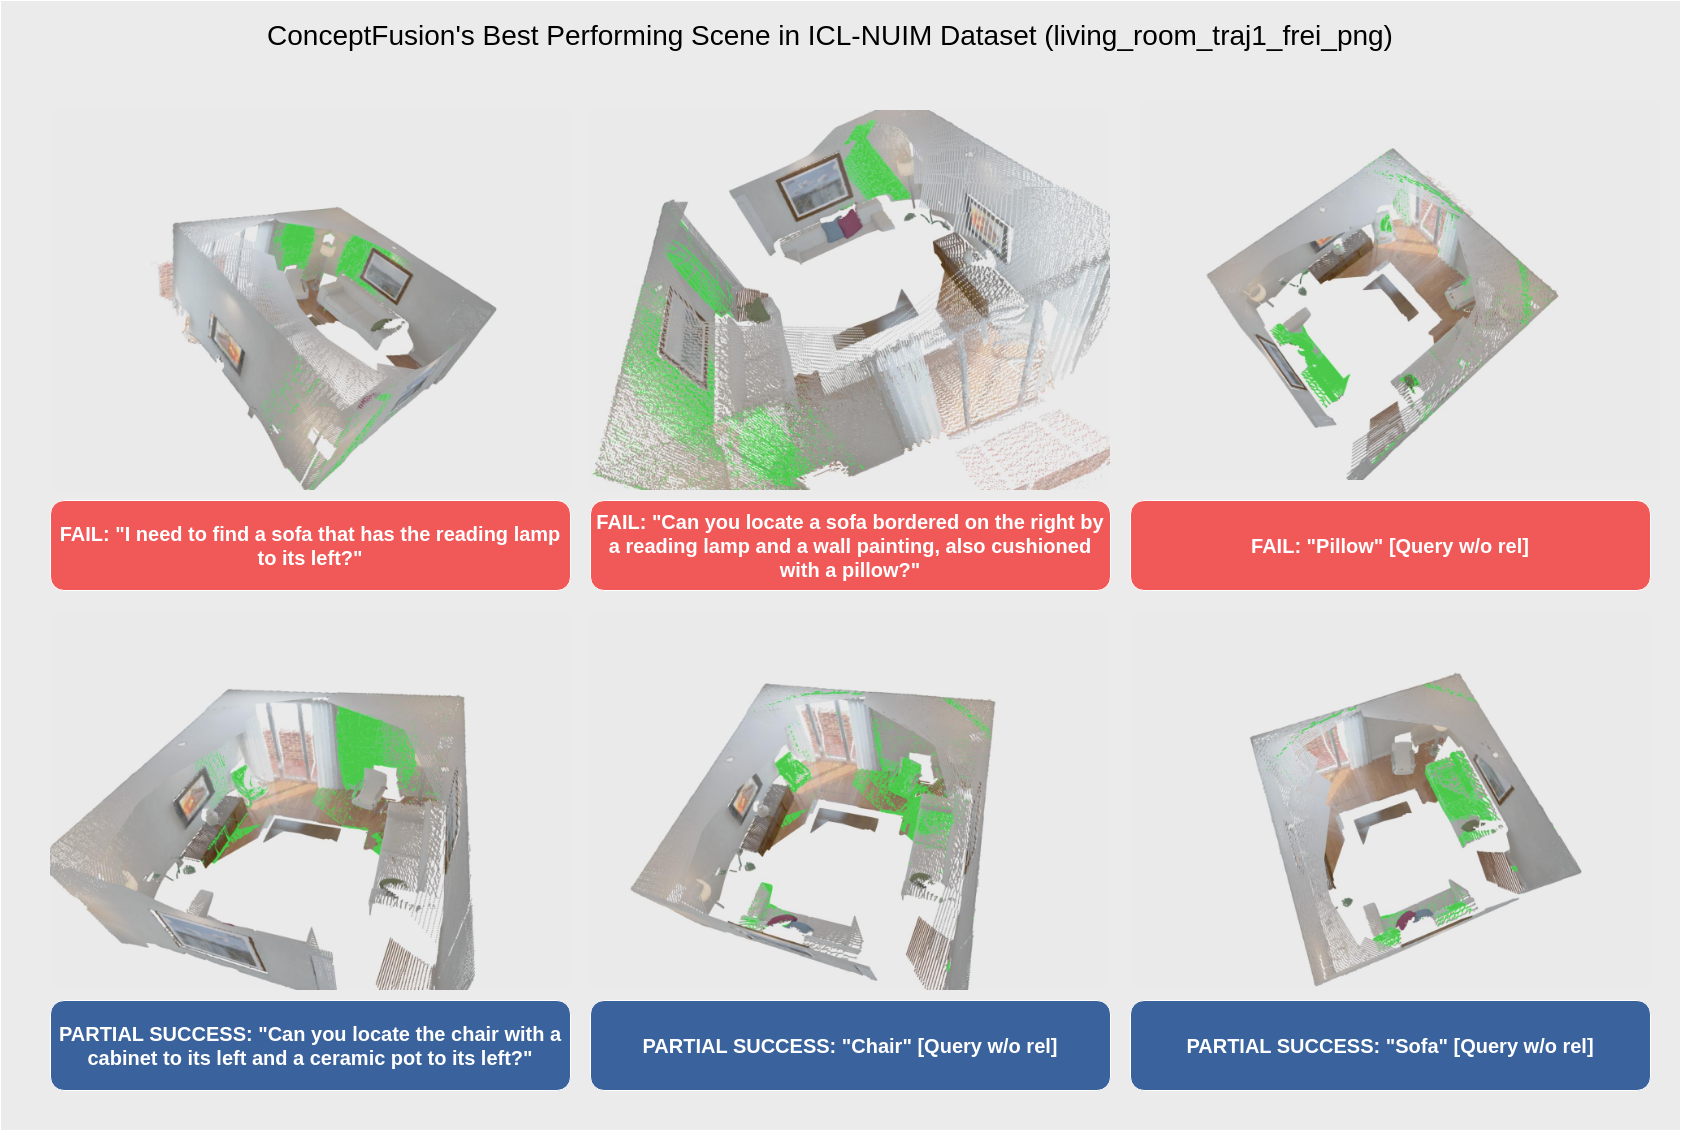 ConceptFusion's Best Performing Scene in ICL-NUIM Dataset (living_room_traj1_frei_png)
FAIL: "I need to find a sofa that has the reading lamp
to its left?"
FAIL: "Can you locate a sofa bordered on the right by
a reading lamp and a wall painting, also cushioned
with a pillow?"
FAIL: "Pillow" [Query w/o rel]
PARTIAL SUCCESS: "Can you locate the chair with a
cabinet to its left and a ceramic pot to its left?"
PARTIAL SUCCESS: "Chair" [Query w/o rel]
PARTIAL SUCCESS: "Sofa" [Query w/o rel]